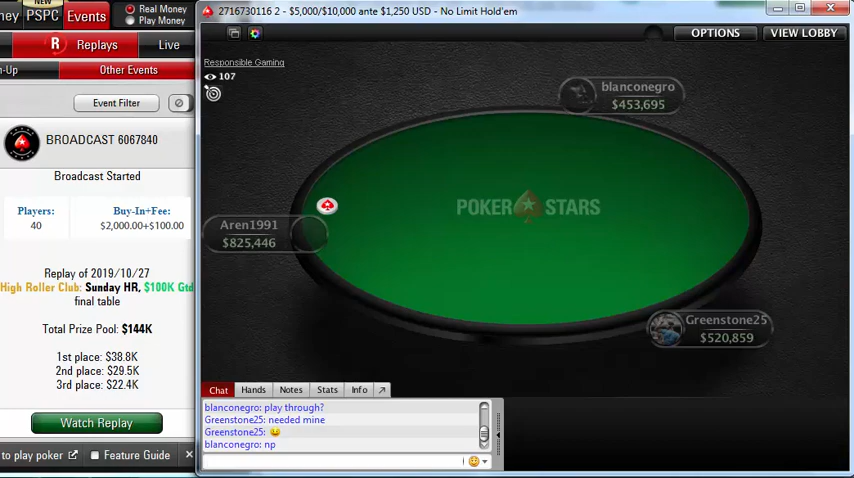 ney
NEW
PSPC
Events
Real Money
Play Money
R Replays
Live
n-Up
Other Events
Event Filter
BROADCAST 6067840
Broadcast Started
Players:
40
Buy-In+Fee:
$2,000.00+$100.00
Replay of 2019/10/27
High Roller Club: Sunday HR, $100K Gtd
final table
Total Prize Pool: $144K
1st place: $38.8K
2nd place: $29.5K
3rd place: $22.4K
Watch Replay
to play poker
Feature Guide
2716730116 2 - $5,000/$10,000 ante $1,250 USD - No Limit Hold'em
OPTIONS
VIEW LOBBY
Responsible Gaming
107
blanconegro
$453,695
POKER STARS
Aren1991
$825,446
Greenstone25
$520,859
Chat
Hands
Notes
Stats
Info
blanconegro: play through?
Greenstone25: needed mine
Greenstone25: 😀
blanconegro: np